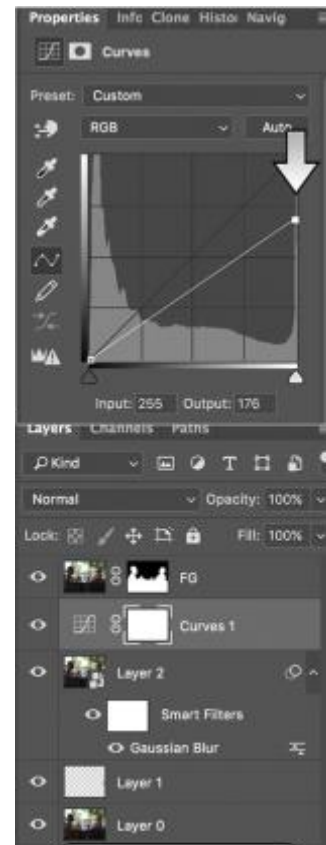 Properties Info Clone Histo Navig
Curves
Preset: Custom
RGB Auto
Input: 255 Output: 176
Layers Channels Paths
Kind T
Normal Opacity: 100%
Lock: Fill: 100%
FG
Curves 1
Layer 2
Smart Filters
Gaussian Blur
Layer 1
Layer 0